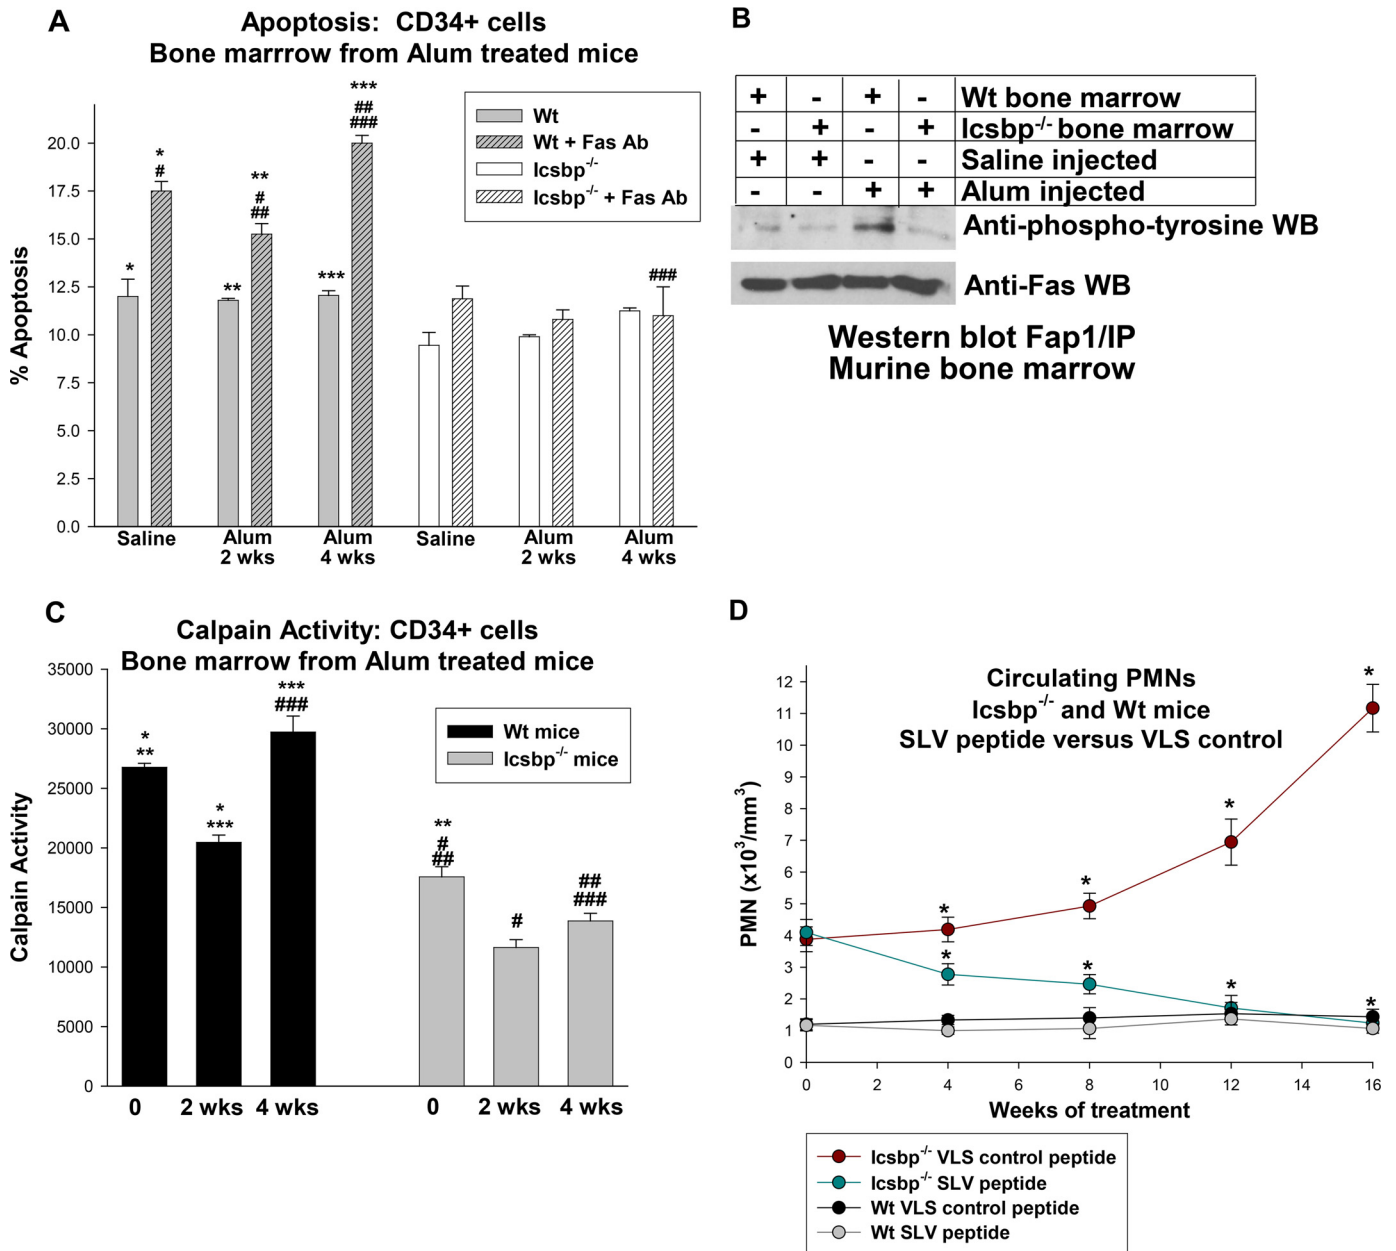 A
Apoptosis: CD34+ cells
Bone marrrow from Alum treated mice
% Apoptosis
20.0
17.5
15.0
12.5
10.0
7.5
5.0
2.5
0.0
*
*
#
**
**
#
##
***
***
##
###
###
Wt
Wt + Fas Ab
Icsbp-/-
Icsbp-/- + Fas Ab
Saline
Alum
2 wks
Alum
4 wks
Saline
Alum
2 wks
Alum
4 wks
B
+ - + - Wt bone marrow
- + - + Icsbp-/- bone marrow
+ + - - Saline injected
- - + + Alum injected
Anti-phospho-tyrosine WB
Anti-Fas WB
Western blot Fap1/IP
Murine bone marrow
C
Calpain Activity: CD34+ cells
Bone marrow from Alum treated mice
Calpain Activity
35000
30000
25000
20000
15000
10000
5000
0
*
**
*
***
***
###
**
#
##
#
##
###
Wt mice
Icsbp-/- mice
0 2 wks 4 wks 0 2 wks 4 wks
D
Circulating PMNs
Icsbp-/- and Wt mice
SLV peptide versus VLS control
PMN (x10³/mm³)
12
11
10
9
8
7
6
5
4
3
2
1
0
*
*
*
*
*
*
*
*
0 2 4 6 8 10 12 14 16
Weeks of treatment
Icsbp-/- VLS control peptide
Icsbp-/- SLV peptide
Wt VLS control peptide
Wt SLV peptide